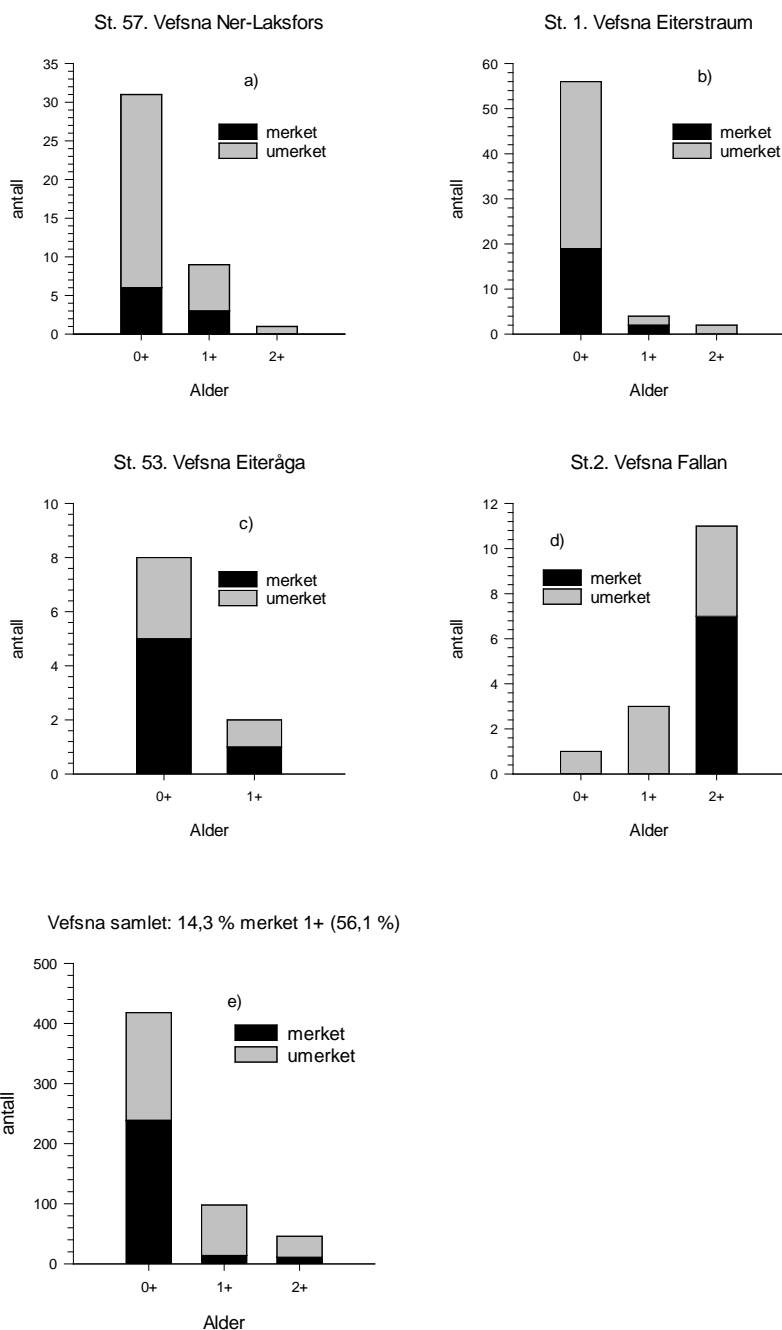 St. 57. Vefsna Ner-Laksfors
a)
merket
umerket
antall
35
30
25
20
15
10
5
0
0+ 1+ 2+
Alder
St. 1. Vefsna Eiterstraum
b)
merket
umerket
antall
60
50
40
30
20
10
0
0+ 1+ 2+
Alder
St. 53. Vefsna Eiteråga
c)
merket
umerket
antall
10
8
6
4
2
0
0+ 1+
Alder
St.2. Vefsna Fallan
d)
merket
umerket
antall
12
10
8
6
4
2
0
0+ 1+ 2+
Alder
Vefsna samlet: 14,3 % merket 1+ (56,1 %)
e)
merket
umerket
antall
500
400
300
200
100
0
0+ 1+ 2+
Alder